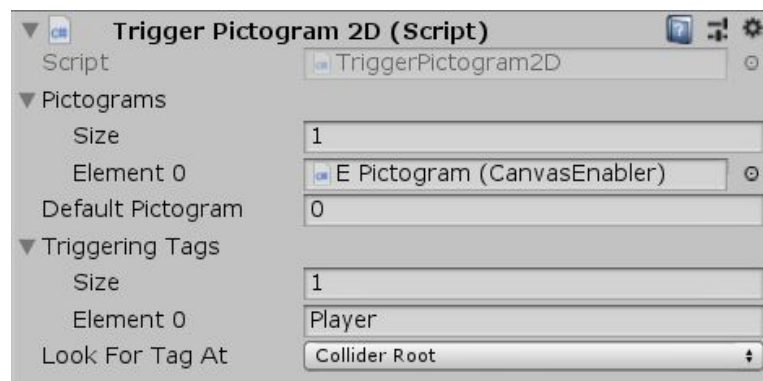 Trigger Pictogram 2D (Script)
Script TriggerPictogram2D
Pictograms
Size 1
Element 0 E Pictogram (CanvasEnabler)
Default Pictogram 0
Triggering Tags
Size 1
Element 0 Player
Look For Tag At Collider Root